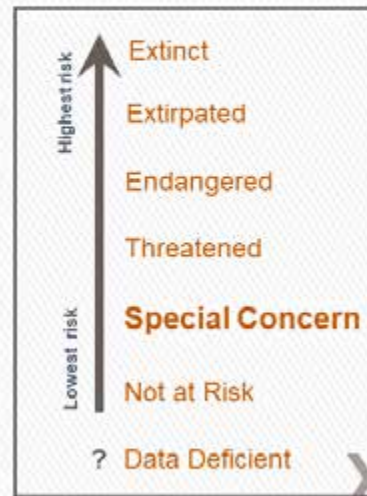 Highest risk
Extinct
Extirpated
Endangered
Threatened
Special Concern
Lowest risk
Not at Risk
? Data Deficient